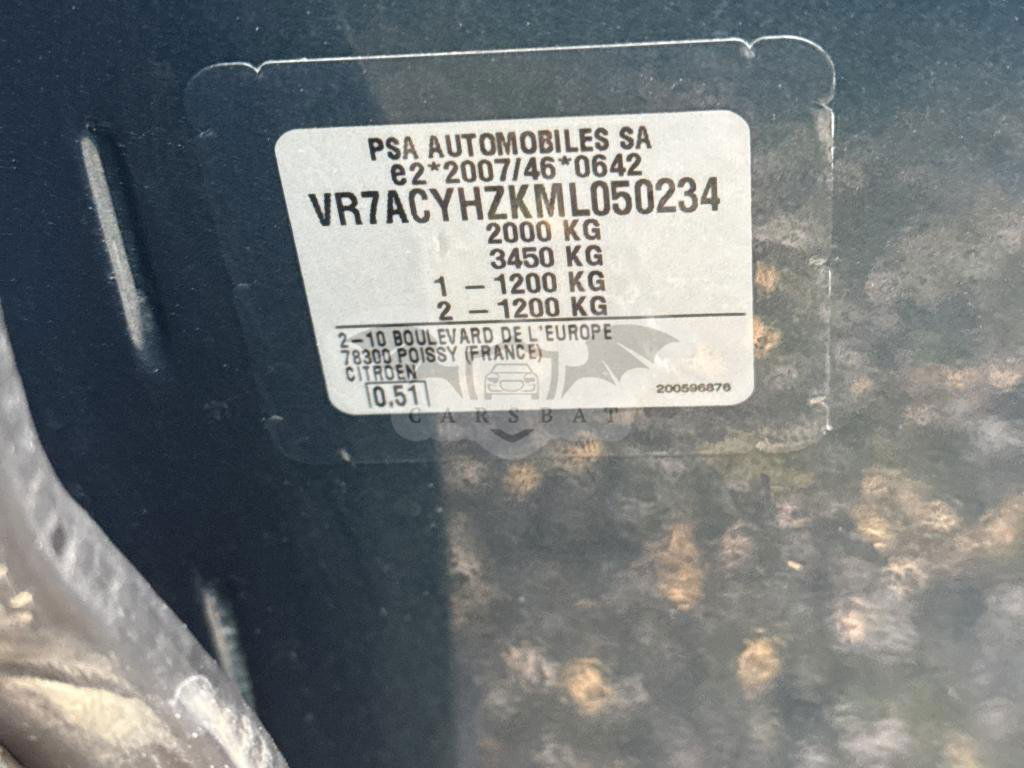 PSA AUTOMOBILES SA
e2*2007/46*0642
VR7ACYHZKML050234
2000 KG
3450 KG
1 - 1200 KG
2 - 1200 KG
2-10 BOULEVARD DE L'EUROPE
78300 POISSY (FRANCE)
CITROEN
0,51
200596876
CARSBAT